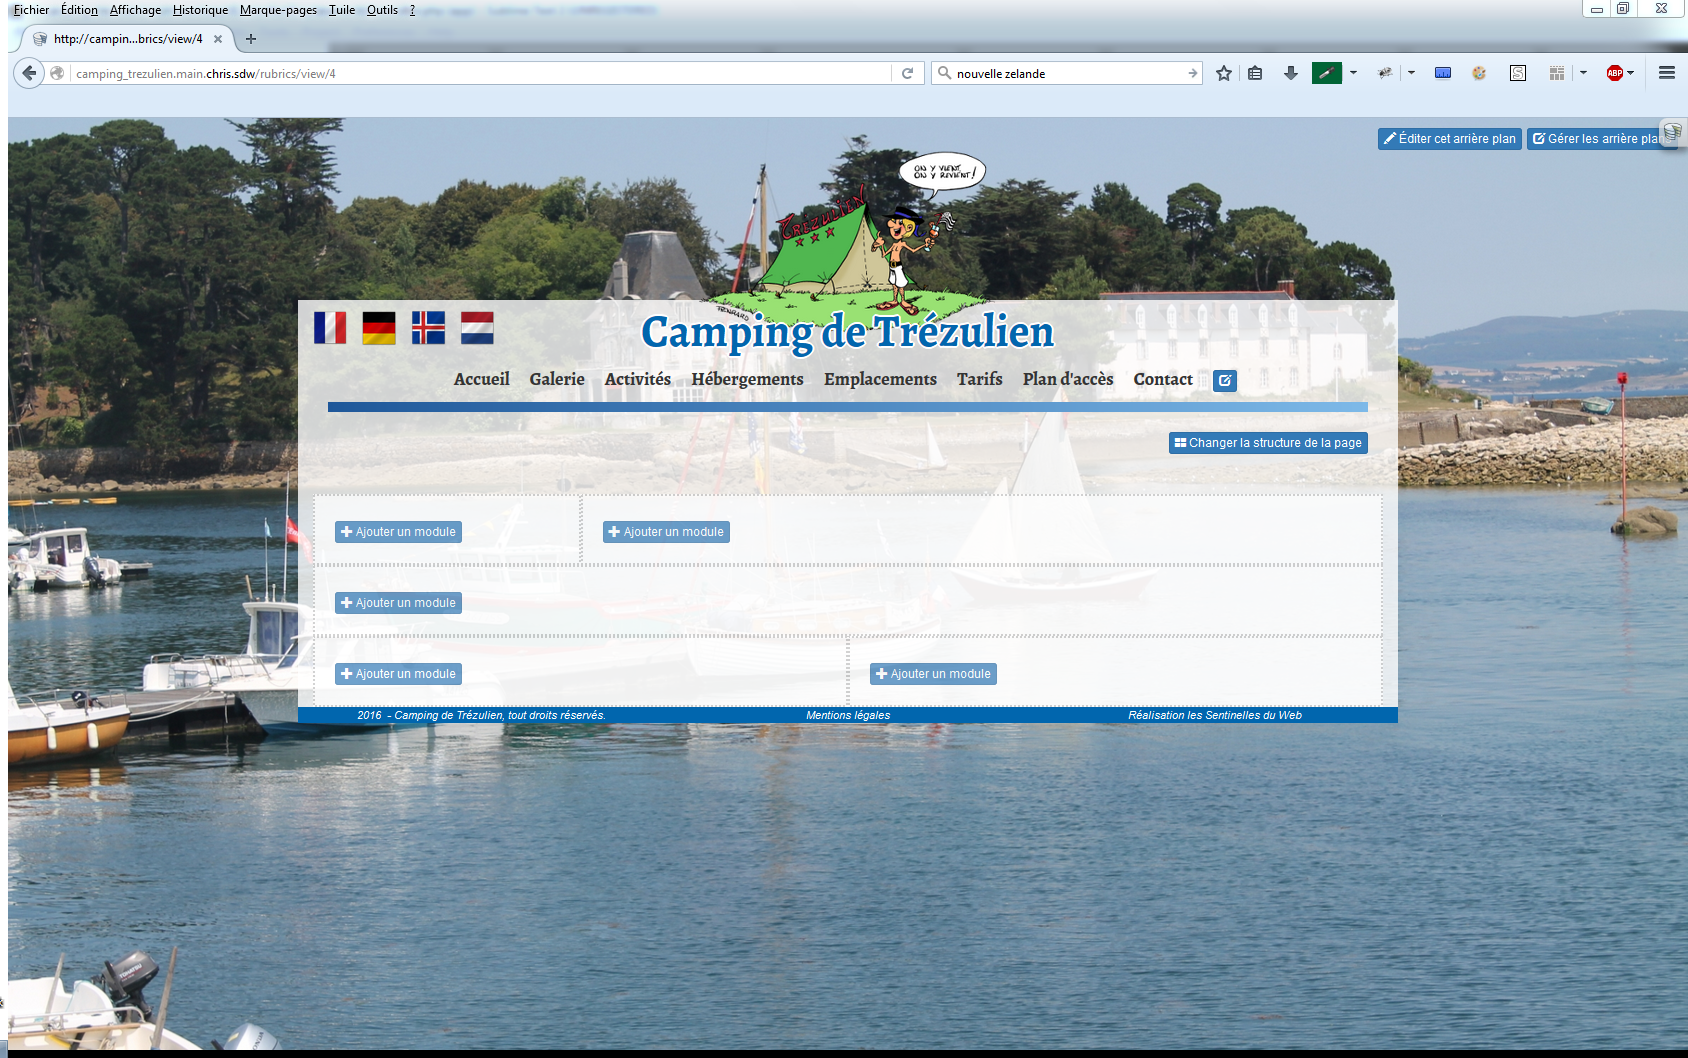 Fichier Édition Affichage Historique Marque-pages Tuile Outils ?
http://campin...brics/view/4
camping_trezulien.main.chris.sdw/rubrics/view/4
nouvelle zelande
ABP
Éditer cet arrière plan
Gérer les arrière plan
ON Y VIENT,
ON Y REVIENT!
TRÉZULIEN
Camping de Trézulien
Accueil Galerie Activités Hébergements Emplacements Tarifs Plan d'accès Contact
Changer la structure de la page
Ajouter un module Ajouter un module
Ajouter un module
Ajouter un module Ajouter un module
2016 - Camping de Trézulien, tout droits réservés. Mentions légales Réalisation les Sentinelles du Web
TOHATSU